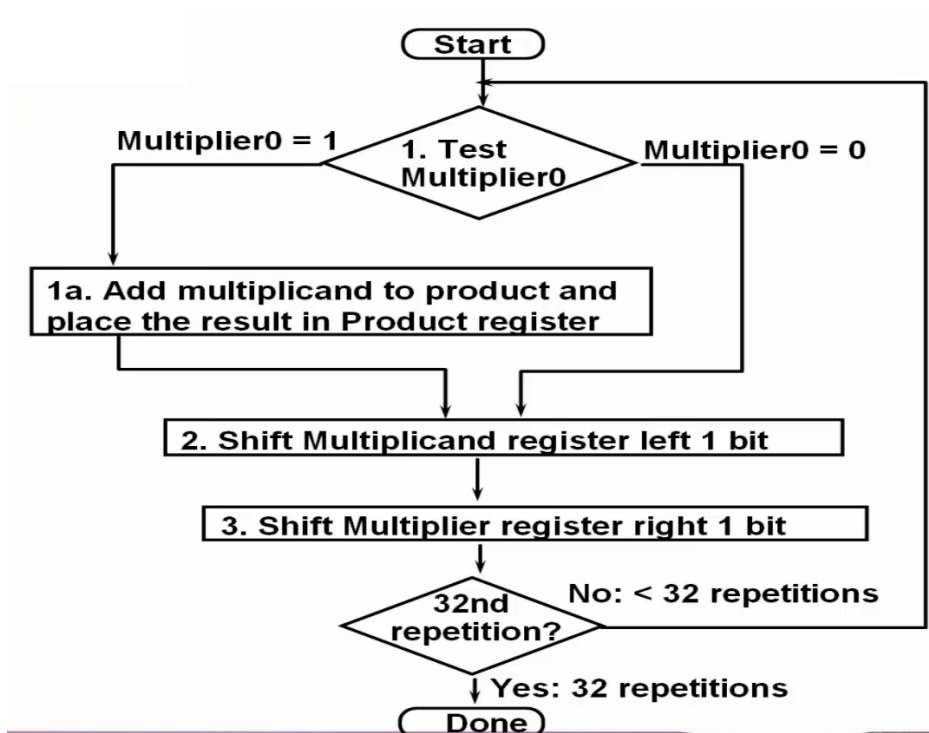 Start
Multiplier0 = 1
1. Test
Multiplier0
Multiplier0 = 0
1a. Add multiplicand to product and
place the result in Product register
2. Shift Multiplicand register left 1 bit
3. Shift Multiplier register right 1 bit
32nd
repetition?
No: < 32 repetitions
Yes: 32 repetitions
Done